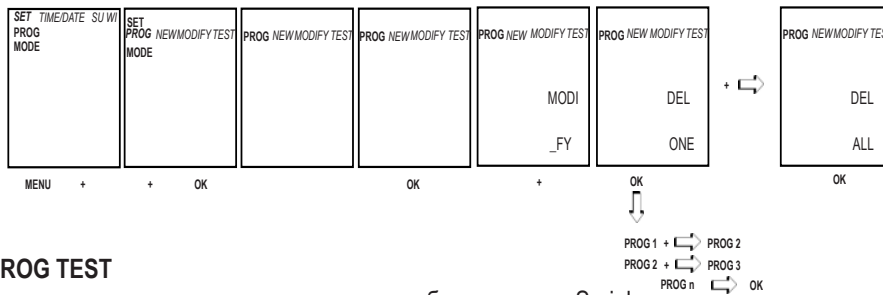 SET TIME/DATE SU WI
PROG
MODE
SET
PROG NEW MODIFY TEST
MODE
PROG NEW MODIFY TEST
PROG NEW MODIFY TEST
PROG NEW MODIFY TEST
MODI
_FY
PROG NEW MODIFY TEST
DEL
ONE
+
PROG NEW MODIFY TES
DEL
ALL
MENU + + OK OK + OK OK
PROG 1 + PROG 2
PROG 2 + PROG 3
PROG n OK
ROG TEST